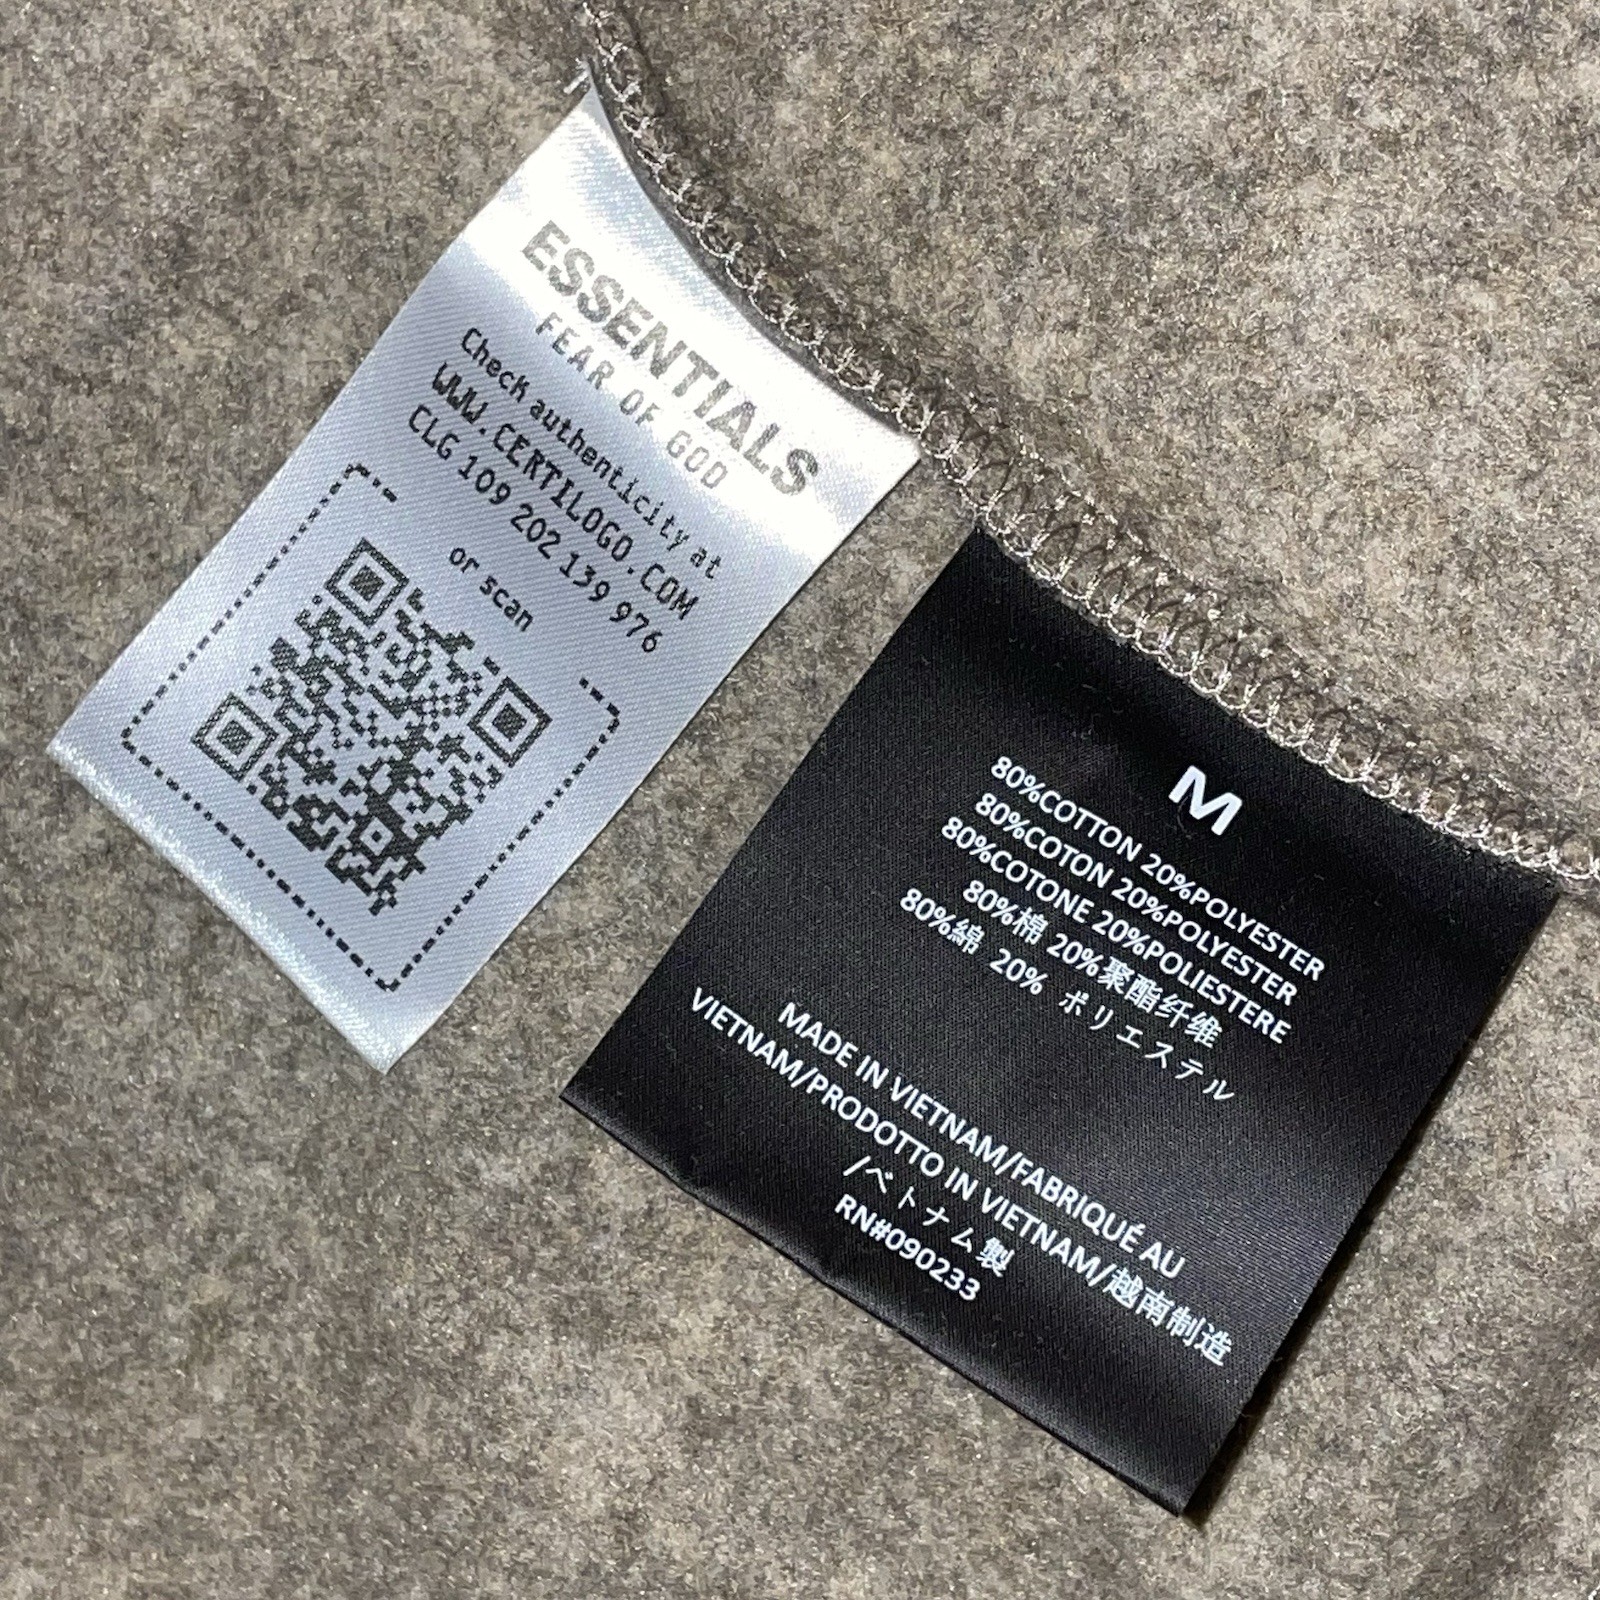 ESSENTIALS
FEAR OF GOD
Check authenticity at
WWW.CERTILOGO.COM
CLG 109 202 139 976
or scan
M
80%COTTON 20%POLYESTER
80%COTON 20%POLYESTER
80%COTONE 20%POLIESTERE
80%棉 20%聚酯纤维
80%綿 20% ポリエステル
MADE IN VIETNAM/FABRIQUÉ AU
VIETNAM/PRODOTTO IN VIETNAM/越南制造
/ベトナム製
RN#090233